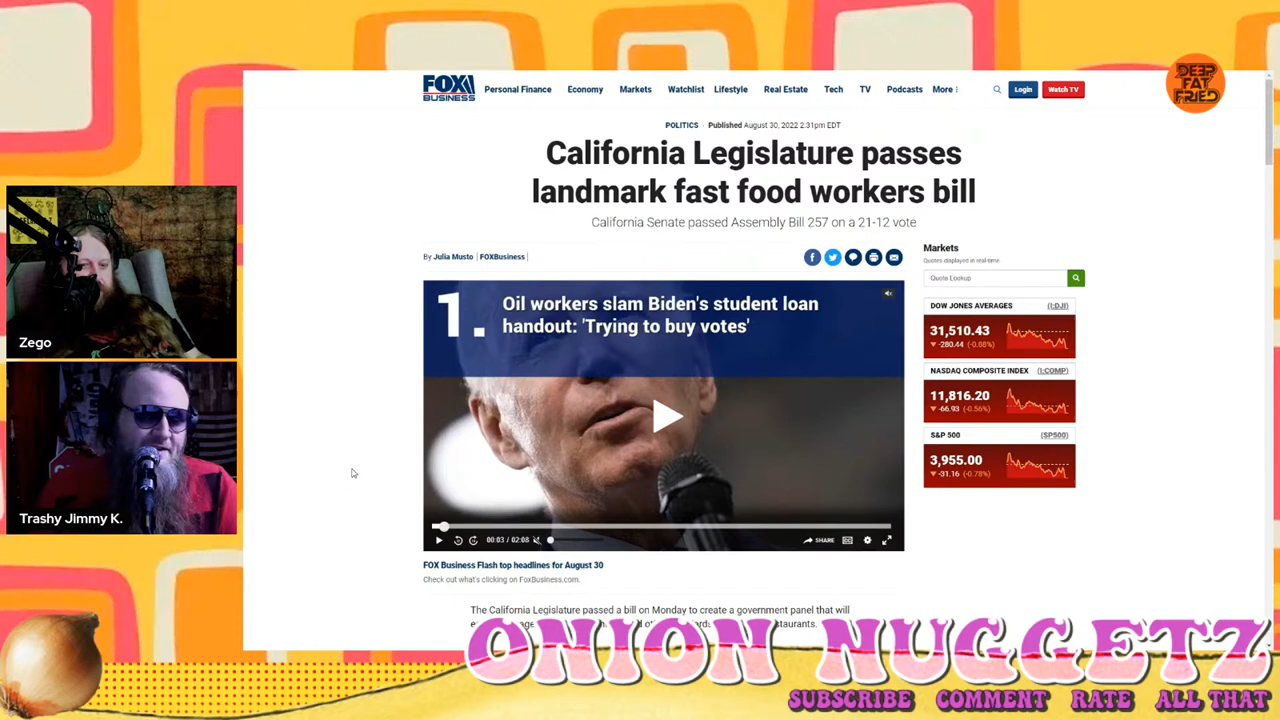 DEEP
FAT
FRIED
FOX
BUSINESS
Personal Finance Economy Markets Watchlist Lifestyle Real Estate Tech TV Podcasts More
Login
Watch TV
POLITICS · Published August 30, 2022 2:31pm EDT
California Legislature passes
landmark fast food workers bill
California Senate passed Assembly Bill 257 on a 21-12 vote
By Julia Musto | FOXBusiness |
Markets
Quotes displayed in real-time
Quote Lookup
DOW JONES AVERAGES (I:DJI)
31,510.43
-280.44 (-0.88%)
NASDAQ COMPOSITE INDEX (I:COMP)
11,816.20
-66.93 (-0.56%)
S&P 500 (SP500)
3,955.00
-31.16 (-0.78%)
1.
Oil workers slam Biden's student loan
handout: 'Trying to buy votes'
00:03 / 02:08
SHARE
FOX Business Flash top headlines for August 30
Check out what's clicking on FoxBusiness.com.
The California Legislature passed a bill on Monday to create a government panel that will
Zego
Trashy Jimmy K.
ONION NUGGETZ
SUBSCRIBE COMMENT RATE ALL THAT